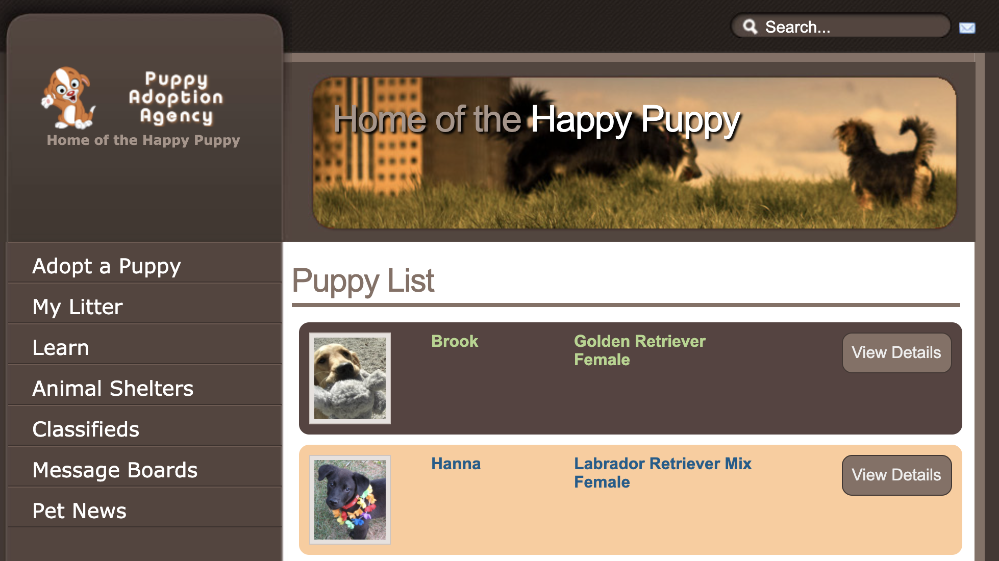 Search...
Puppy
Adoption
Agency
Home of the Happy Puppy
Home of the Happy Puppy
Adopt a Puppy
My Litter
Learn
Animal Shelters
Classifieds
Message Boards
Pet News
Puppy List
Brook
Golden Retriever
Female
View Details
Hanna
Labrador Retriever Mix
Female
View Details